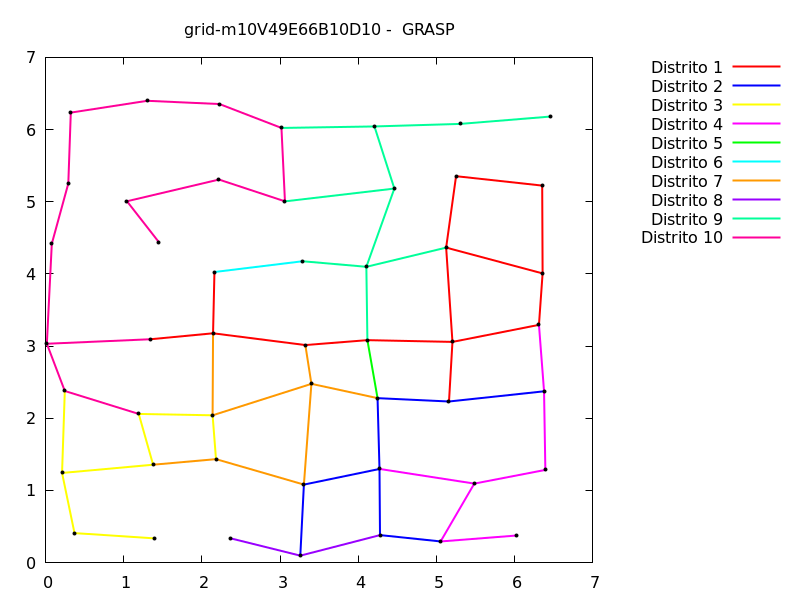 grid-m10V49E66B10D10 -  GRASP
7
6
5
4
3
2
1
0
0 1 2 3 4 5 6 7
Distrito 1
Distrito 2
Distrito 3
Distrito 4
Distrito 5
Distrito 6
Distrito 7
Distrito 8
Distrito 9
Distrito 10